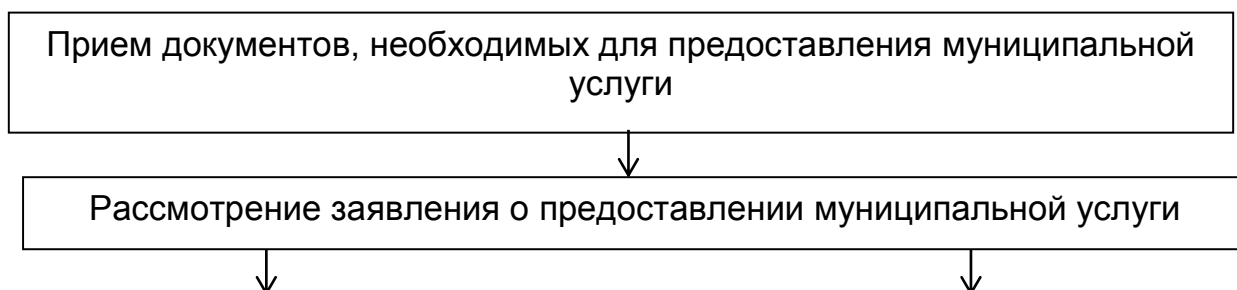 Прием документов, необходимых для предоставления муниципальной
услуги
Рассмотрение заявления о предоставлении муниципальной услуги